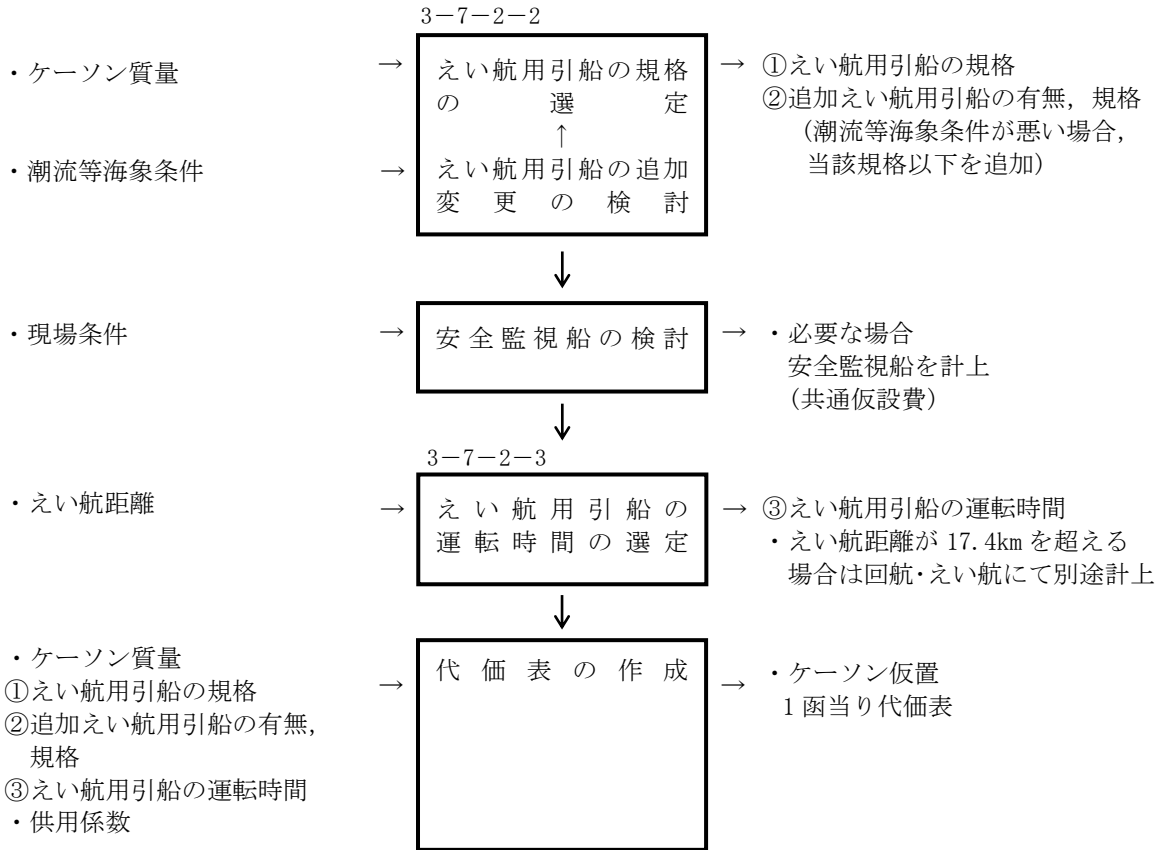 3－7－2－2
・ケーソン質量
→
えい航用引船の規格
の選定
↑
・潮流等海象条件
→
えい航用引船の追加
変更の検討
→
①えい航用引船の規格
②追加えい航用引船の有無，規格
（潮流等海象条件が悪い場合，
当該規格以下を追加）
・現場条件
→
安全監視船の検討
→
・必要な場合
安全監視船を計上
（共通仮設費）
3－7－2－3
・えい航距離
→
えい航用引船の
運転時間の選定
→
③えい航用引船の運転時間
・えい航距離が 17.4km を超える
場合は回航・えい航にて別途計上
・ケーソン質量
①えい航用引船の規格
②追加えい航用引船の有無，
規格
③えい航用引船の運転時間
・供用係数
→
代価表の作成
→
・ケーソン仮置
1 函当り代価表